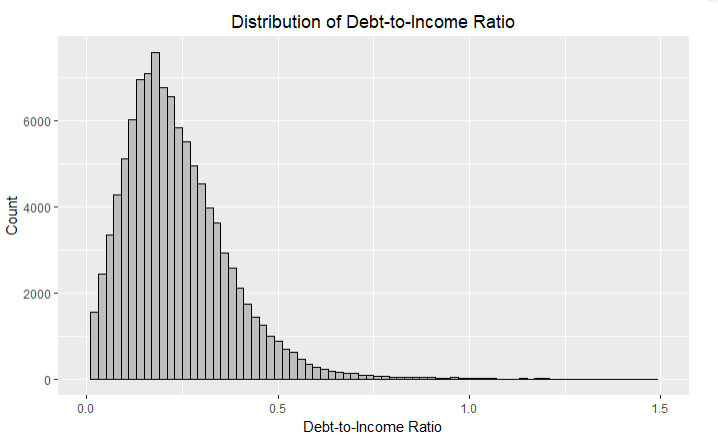 Distribution of Debt-to-Income Ratio
Count
6000
4000
2000
0
0.0 0.5 1.0 1.5
Debt-to-Income Ratio